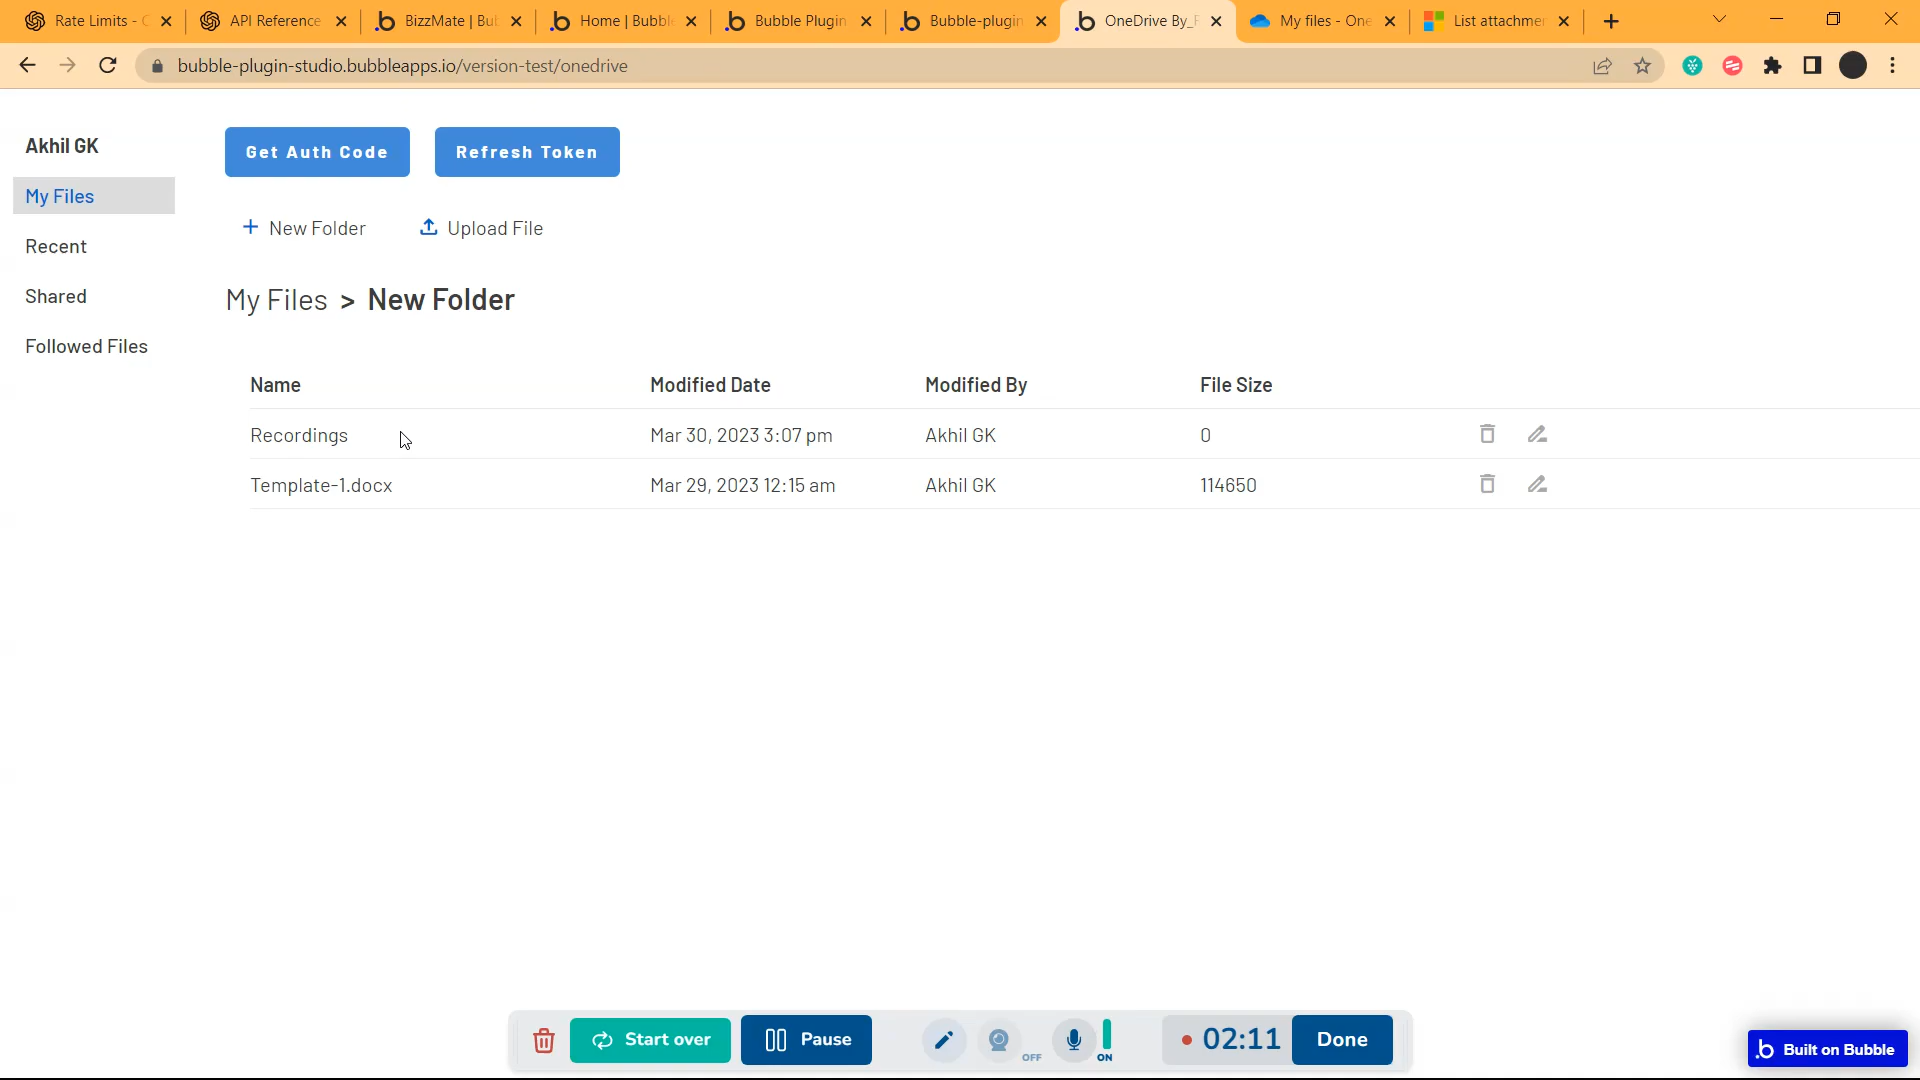 Rate Limits - 
API Reference
BizzMate | Bu
Home | Bubble
Bubble Plugin
Bubble-plugin
OneDrive By_
My files - One
List attachmen
bubble-plugin-studio.bubbleapps.io/version-test/onedrive
Akhil GK
Get Auth Code
Refresh Token
My Files
+ New Folder
Upload File
Recent
Shared
My Files > New Folder
Followed Files
Name Modified Date Modified By File Size
Recordings Mar 30, 2023 3:07 pm Akhil GK 0
Template-1.docx Mar 29, 2023 12:15 am Akhil GK 114650
Start over
Pause
OFF
ON
02:11
Done
b Built on Bubble